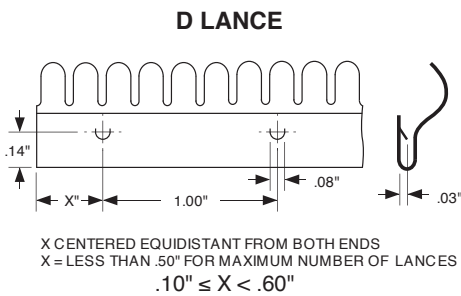 D LANCE
.14"
.08"
X"
1.00"
.03"
X CENTERED EQUIDISTANT FROM BOTH ENDS
X = LESS THAN .50" FOR MAXIMUM NUMBER OF LANCES
.10" ≤ X < .60"